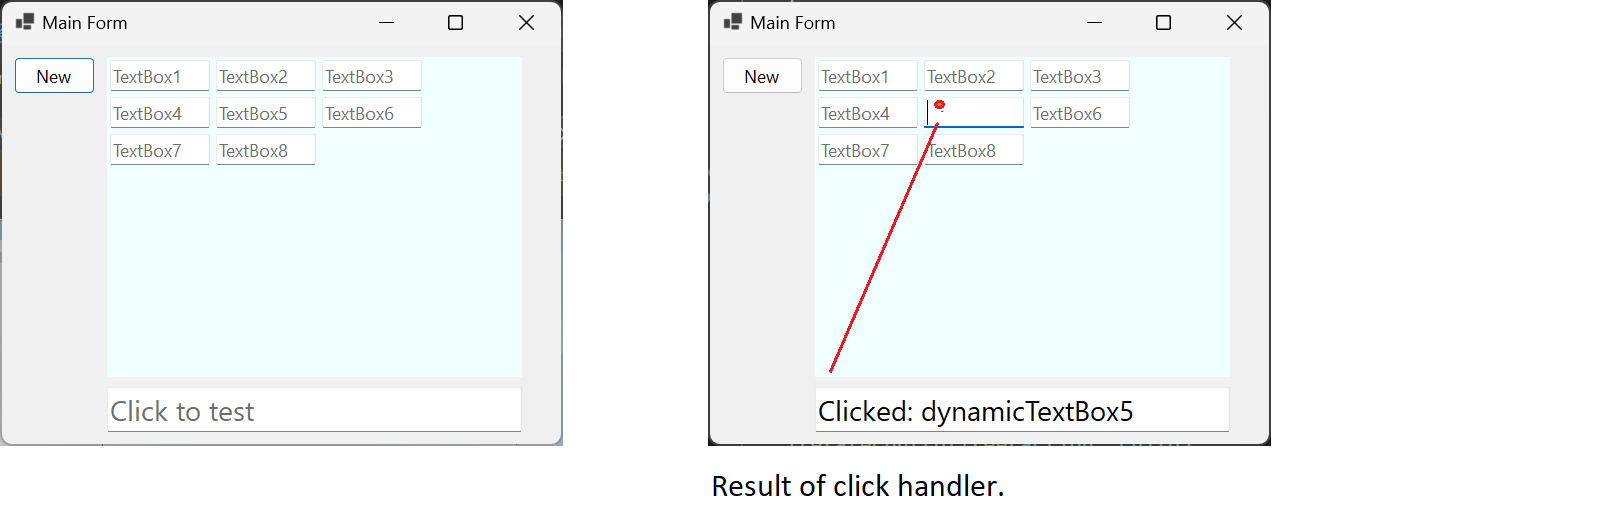 Main Form
New
TextBox1 TextBox2 TextBox3
TextBox4 TextBox5 TextBox6
TextBox7 TextBox8
Click to test
Main Form
New
TextBox1 TextBox2 TextBox3
TextBox4 TextBox6
TextBox7 TextBox8
Clicked: dynamicTextBox5
Result of click handler.